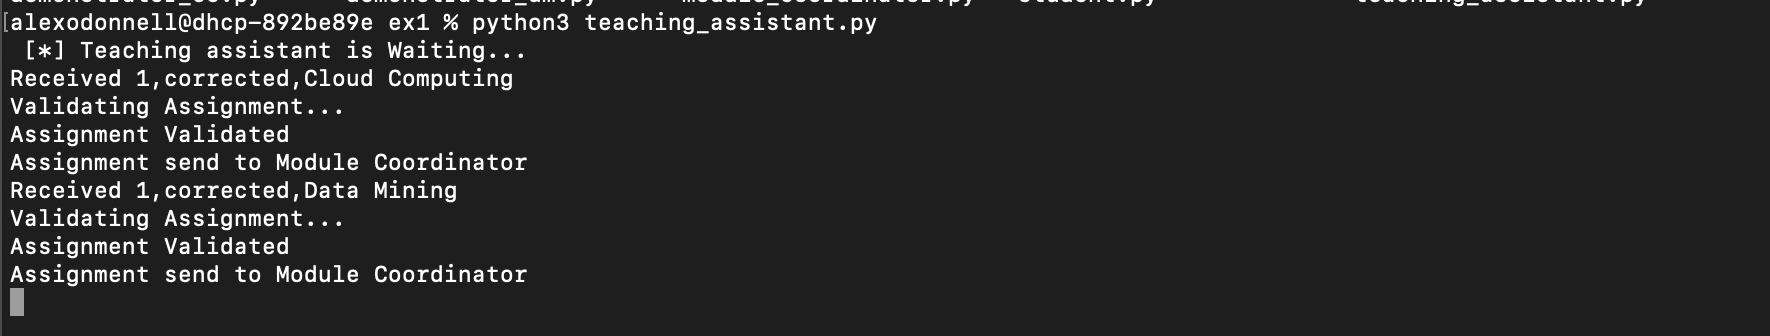 [alexodonnell@dhcp-892be89e ex1 % python3 teaching_assistant.py
[*] Teaching assistant is Waiting...
Received 1,corrected,Cloud Computing
Validating Assignment...
Assignment Validated
Assignment send to Module Coordinator
Received 1,corrected,Data Mining
Validating Assignment...
Assignment Validated
Assignment send to Module Coordinator